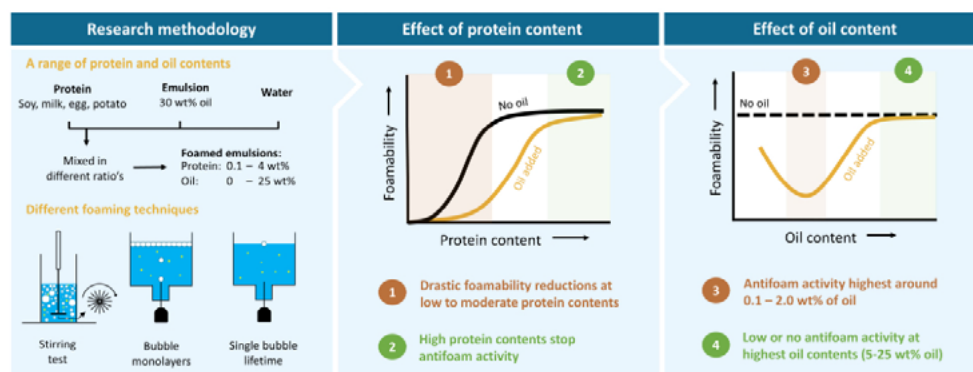 Research methodology
A range of protein and oil contents
Protein
Soy, milk, egg, potato
Emulsion
30 wt% oil
Water
Mixed in
different ratio's
Foamed emulsions:
Protein: 0.1 – 4 wt%
Oil: 0 – 25 wt%
Different foaming techniques
Stirring
test
Bubble
monolayers
Single bubble
lifetime
Effect of protein content
1
2
Foamability
No oil
Oil added
Protein content
1
Drastic foamability reductions at
low to moderate protein contents
2
High protein contents stop
antifoam activity
Effect of oil content
3
4
Foamability
No oil
Oil added
Oil content
3
Antifoam activity highest around
0.1 – 2.0 wt% of oil
4
Low or no antifoam activity at
highest oil contents (5-25 wt% oil)